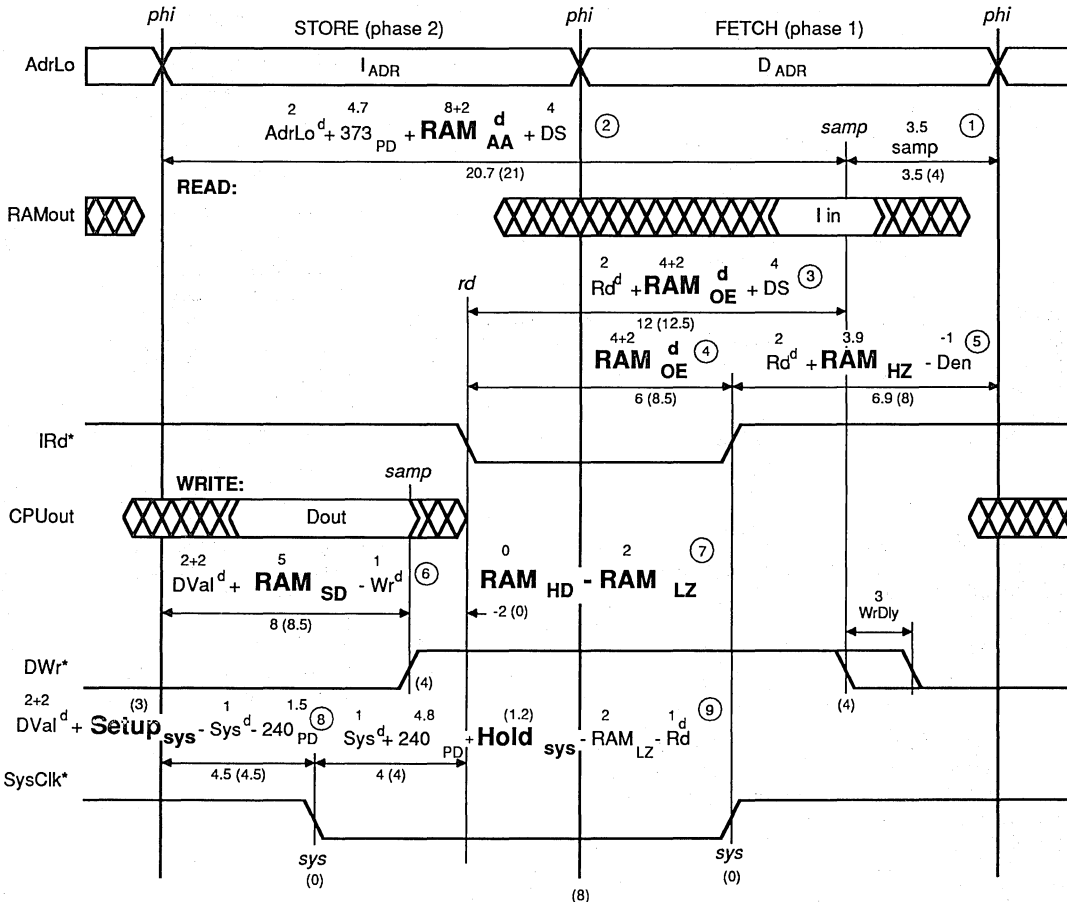 phi STORE (phase 2) phi FETCH (phase 1) phi
AdrLo I ADR D ADR
2 4.7 8+2 4
AdrLo d + 373 PD + RAM d AA + DS 2
samp 3.5 samp 1
20.7 (21) 3.5 (4)
READ:
RAMout I in
rd
2 4+2 4
Rd d + RAM d OE + DS 3
12 (12.5)
4+2
RAM d OE 4
2 3.9 -1
Rd d + RAM HZ - Den 5
6 (8.5) 6.9 (8)
IRd*
WRITE: samp
CPUout Dout
2+2 5 1
DVal d + RAM SD - Wr d 6
0 2
RAM HD - RAM LZ 7
8 (8.5) -2 (0)
3
WrDly
DWr*
(4) (4)
2+2 (3) 1 1.5
DVal d + Setup sys - Sys d - 240 PD 8
1 4.8 (1.2) 2 1
Sys d + 240 PD + Hold sys - RAM LZ - Rd d 9
4.5 (4.5) 4 (4)
SysClk*
sys sys
(0) (8) (0)